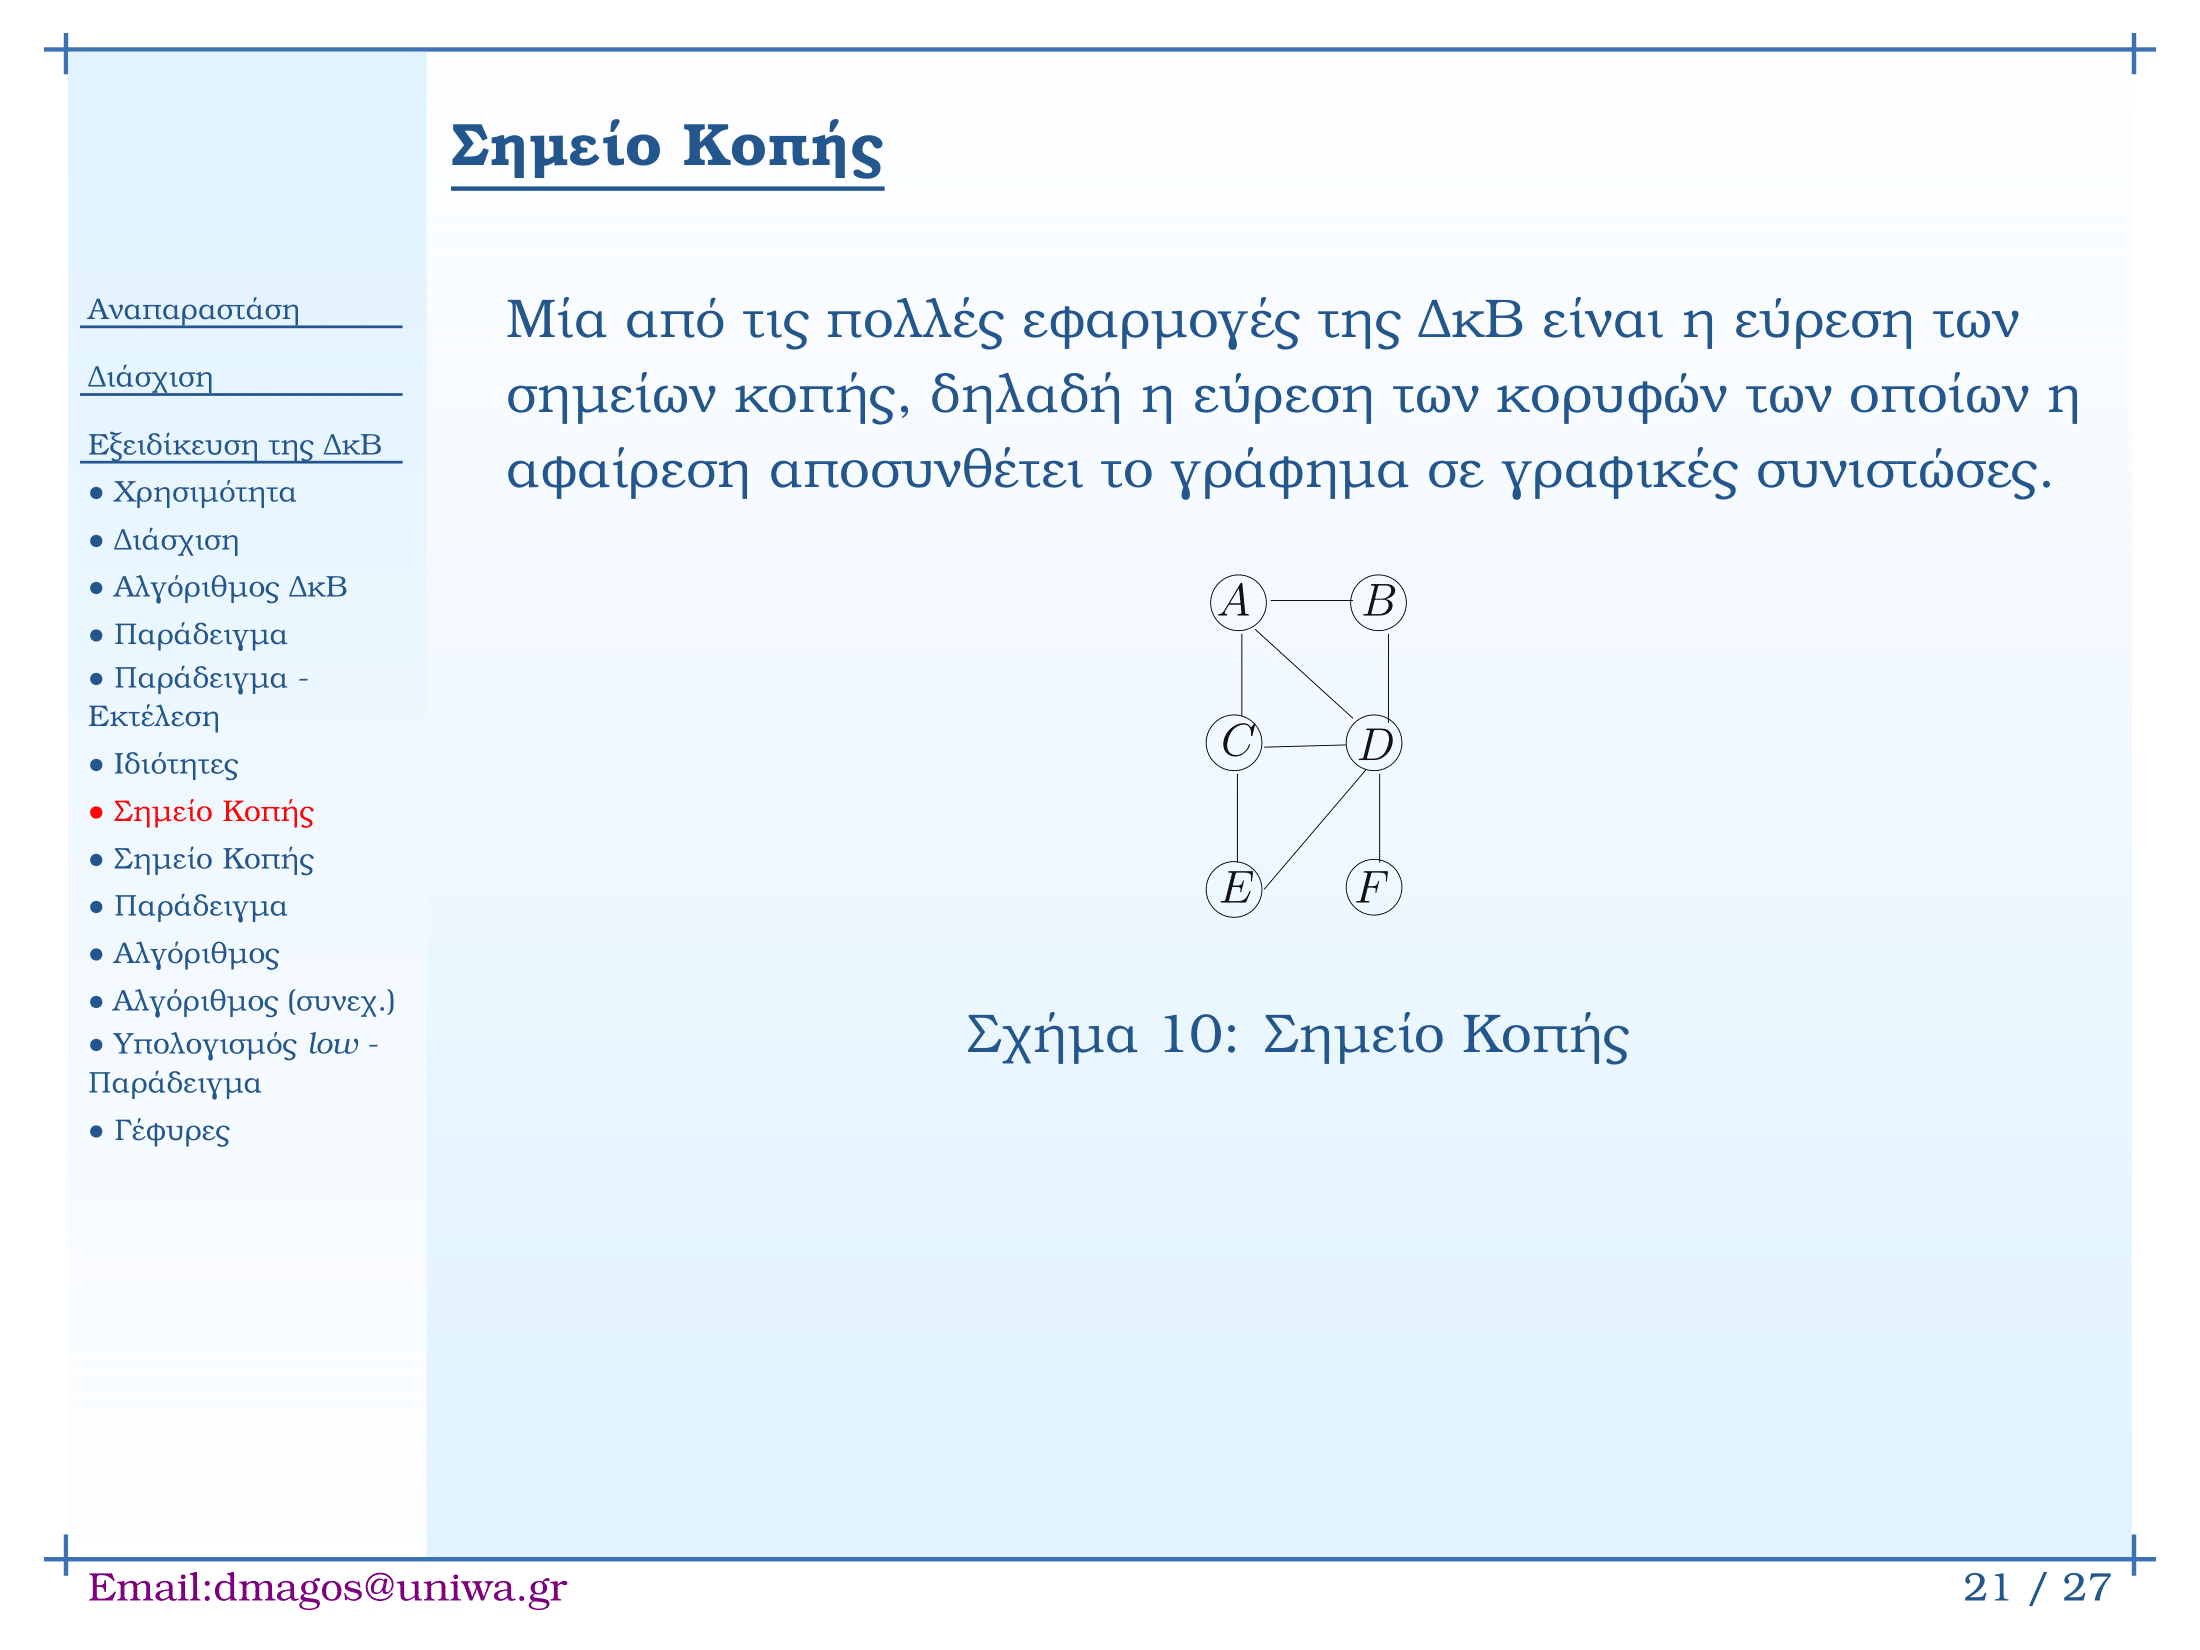 Σημείο Κοπής
Αναπαραστάση
Διάσχιση
Εξειδίκευση της ΔκΒ
● Χρησιμότητα
● Διάσχιση
● Αλγόριθμος ΔκΒ
● Παράδειγμα
● Παράδειγμα -
Εκτέλεση
● Ιδιότητες
● Σημείο Κοπής
● Σημείο Κοπής
● Παράδειγμα
● Αλγόριθμος
● Αλγόριθμος (συνεχ.)
● Υπολογισμός low -
Παράδειγμα
● Γέφυρες
Μία από τις πολλές εφαρμογές της ΔκΒ είναι η εύρεση των
σημείων κοπής, δηλαδή η εύρεση των κορυφών των οποίων η
αφαίρεση αποσυνθέτει το γράφημα σε γραφικές συνιστώσες.
A B
C D
E F
Σχήμα 10: Σημείο Κοπής
Email:dmagos@uniwa.gr
21 / 27